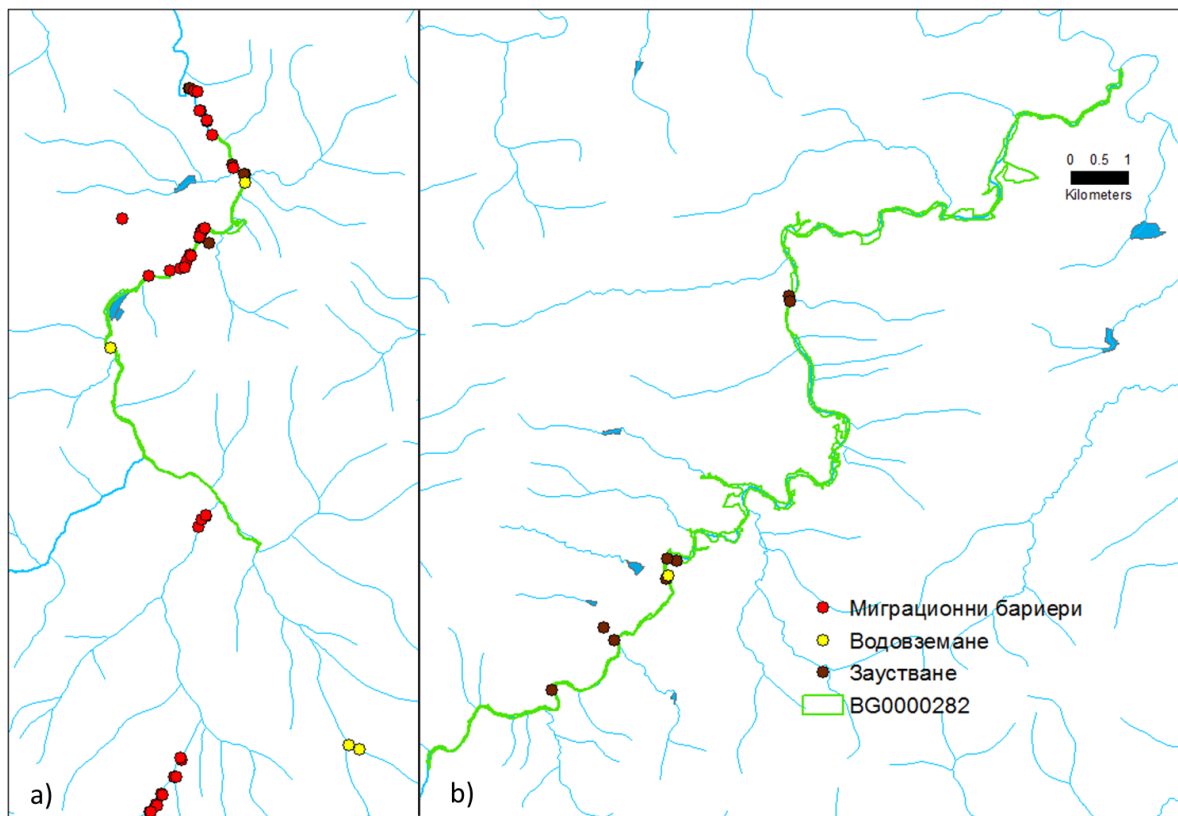 0 0.5 1
Kilometers
Миграционни бариери
Водовземане
Заустване
BG0000282
a)
b)